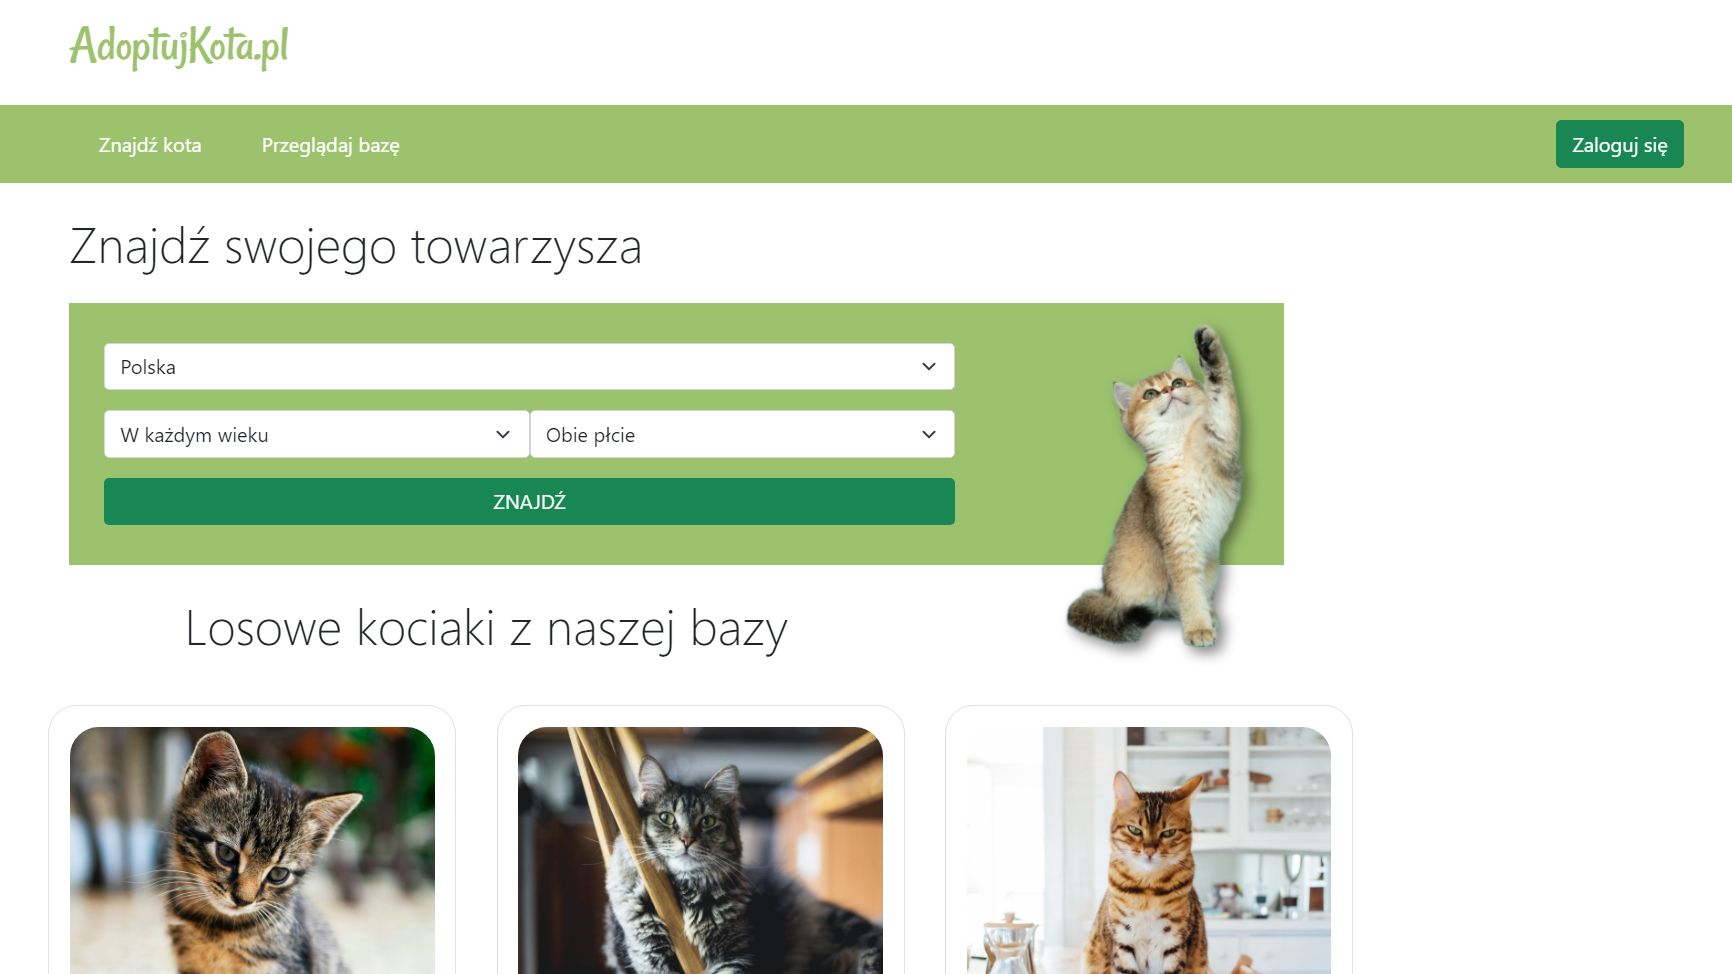 AdoptujKota.pl
Znajdź kota
Przeglądaj bazę
Zaloguj się
Znajdź swojego towarzysza
Polska
W każdym wieku
Obie płcie
ZNAJDŹ
Losowe kociaki z naszej bazy